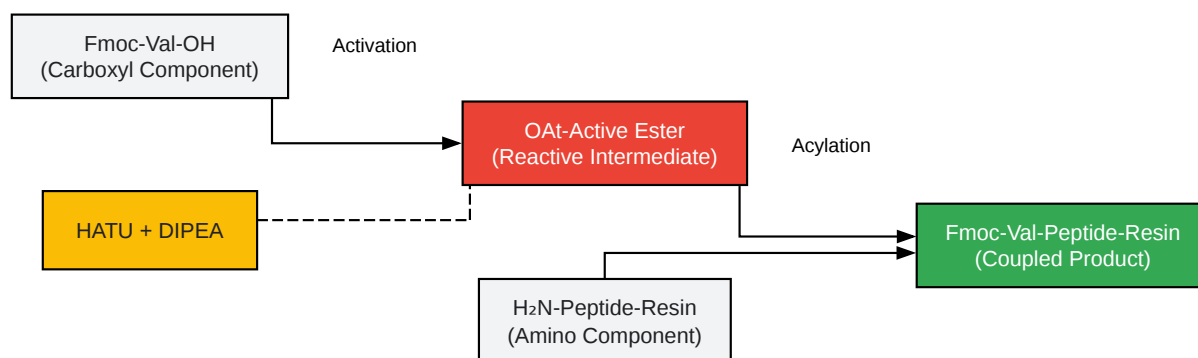 Fmoc-Val-OH
(Carboxyl Component)
Activation
OAt-Active Ester
(Reactive Intermediate)
Acylation
HATU + DIPEA
Fmoc-Val-Peptide-Resin
(Coupled Product)
H₂N-Peptide-Resin
(Amino Component)